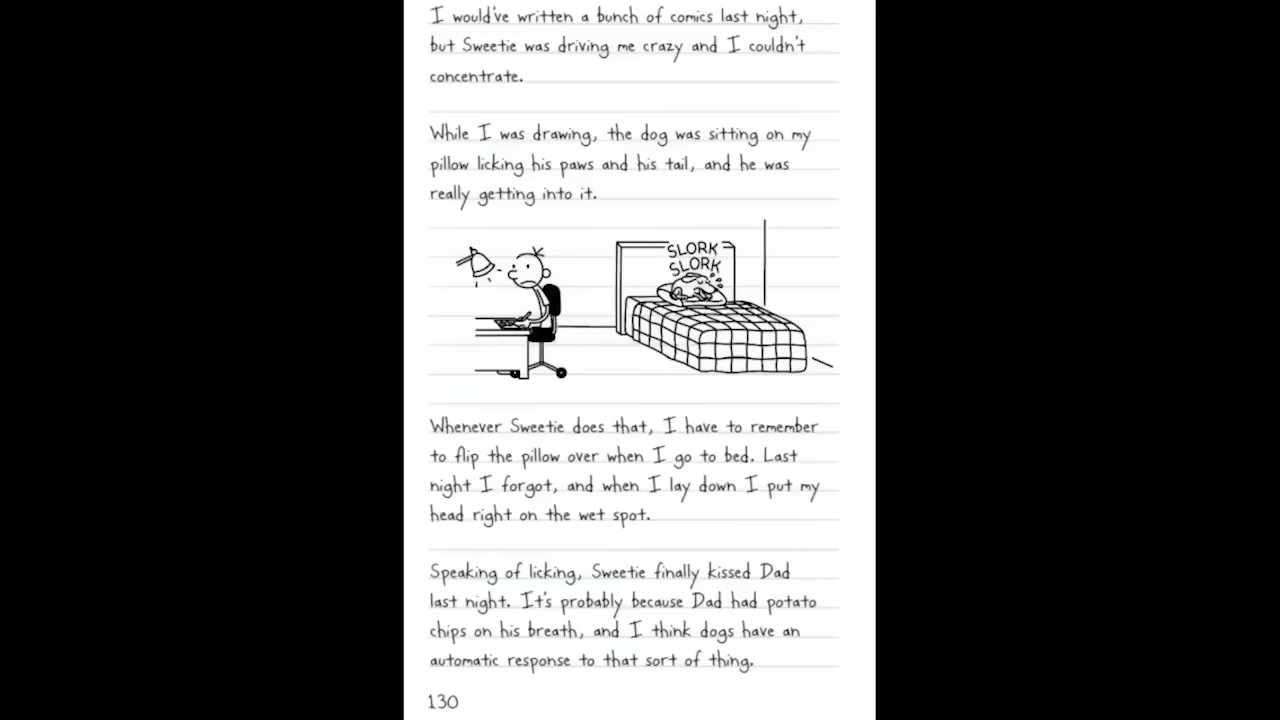 I would've written a bunch of comics last night,
but Sweetie was driving me crazy and I couldn't
concentrate.
While I was drawing, the dog was sitting on my
pillow licking his paws and his tail, and he was
really getting into it.
SLORK
SLORK
Whenever Sweetie does that, I have to remember
to flip the pillow over when I go to bed. Last
night I forgot, and when I lay down I put my
head right on the wet spot.
Speaking of licking, Sweetie finally kissed Dad
last night. It's probably because Dad had potato
chips on his breath, and I think dogs have an
automatic response to that sort of thing.
130